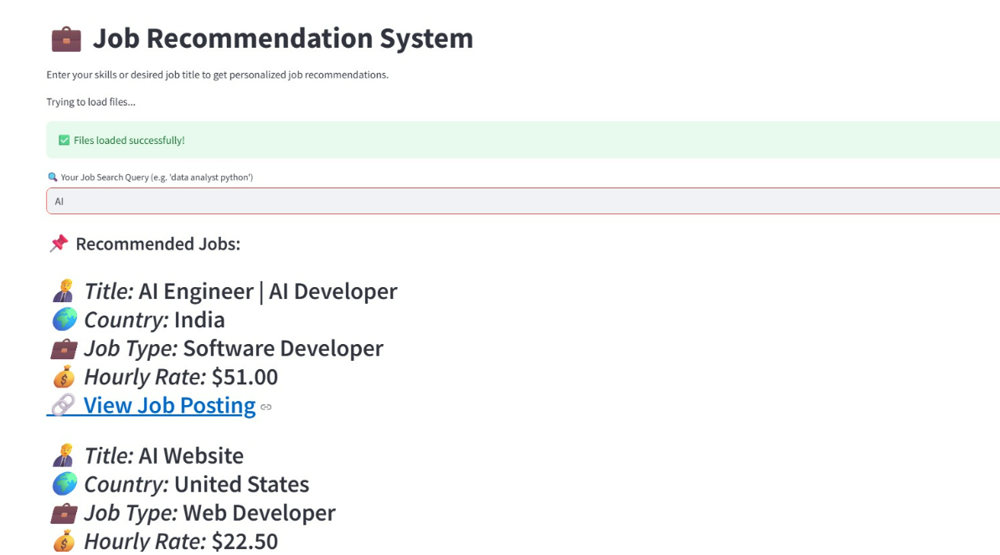 Job Recommendation System
Enter your skills or desired job title to get personalized job recommendations.
Trying to load files...
Files loaded successfully!
Your Job Search Query (e.g. 'data analyst python')
AI
Recommended Jobs:
Title: AI Engineer | AI Developer
Country: India
Job Type: Software Developer
Hourly Rate: $51.00
View Job Posting
Title: AI Website
Country: United States
Job Type: Web Developer
Hourly Rate: $22.50